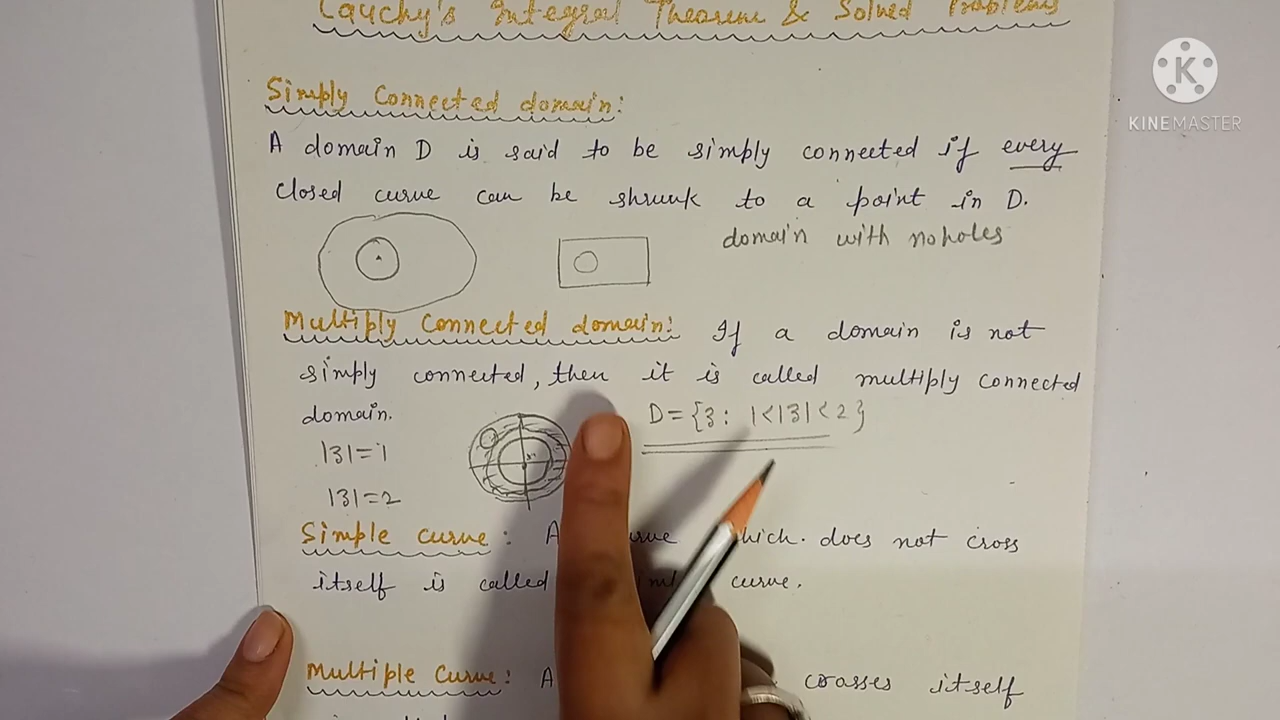 Cauchy's Integral Theorem & Solved Problems
K
KINEMASTER
Simply Connected domain:
A domain D is said to be simply connected if every
closed curve can be shrunk to a point in D.
domain with no holes
Multiply Connected domain: If a domain is not
simply connected, then it is called multiply connected
domain.
D = {z : 1<|z|<2}
|z|=1
|z|=2
Simple curve: A which does not cross
itself is called curve.
Multiple Curve: A crosses itself